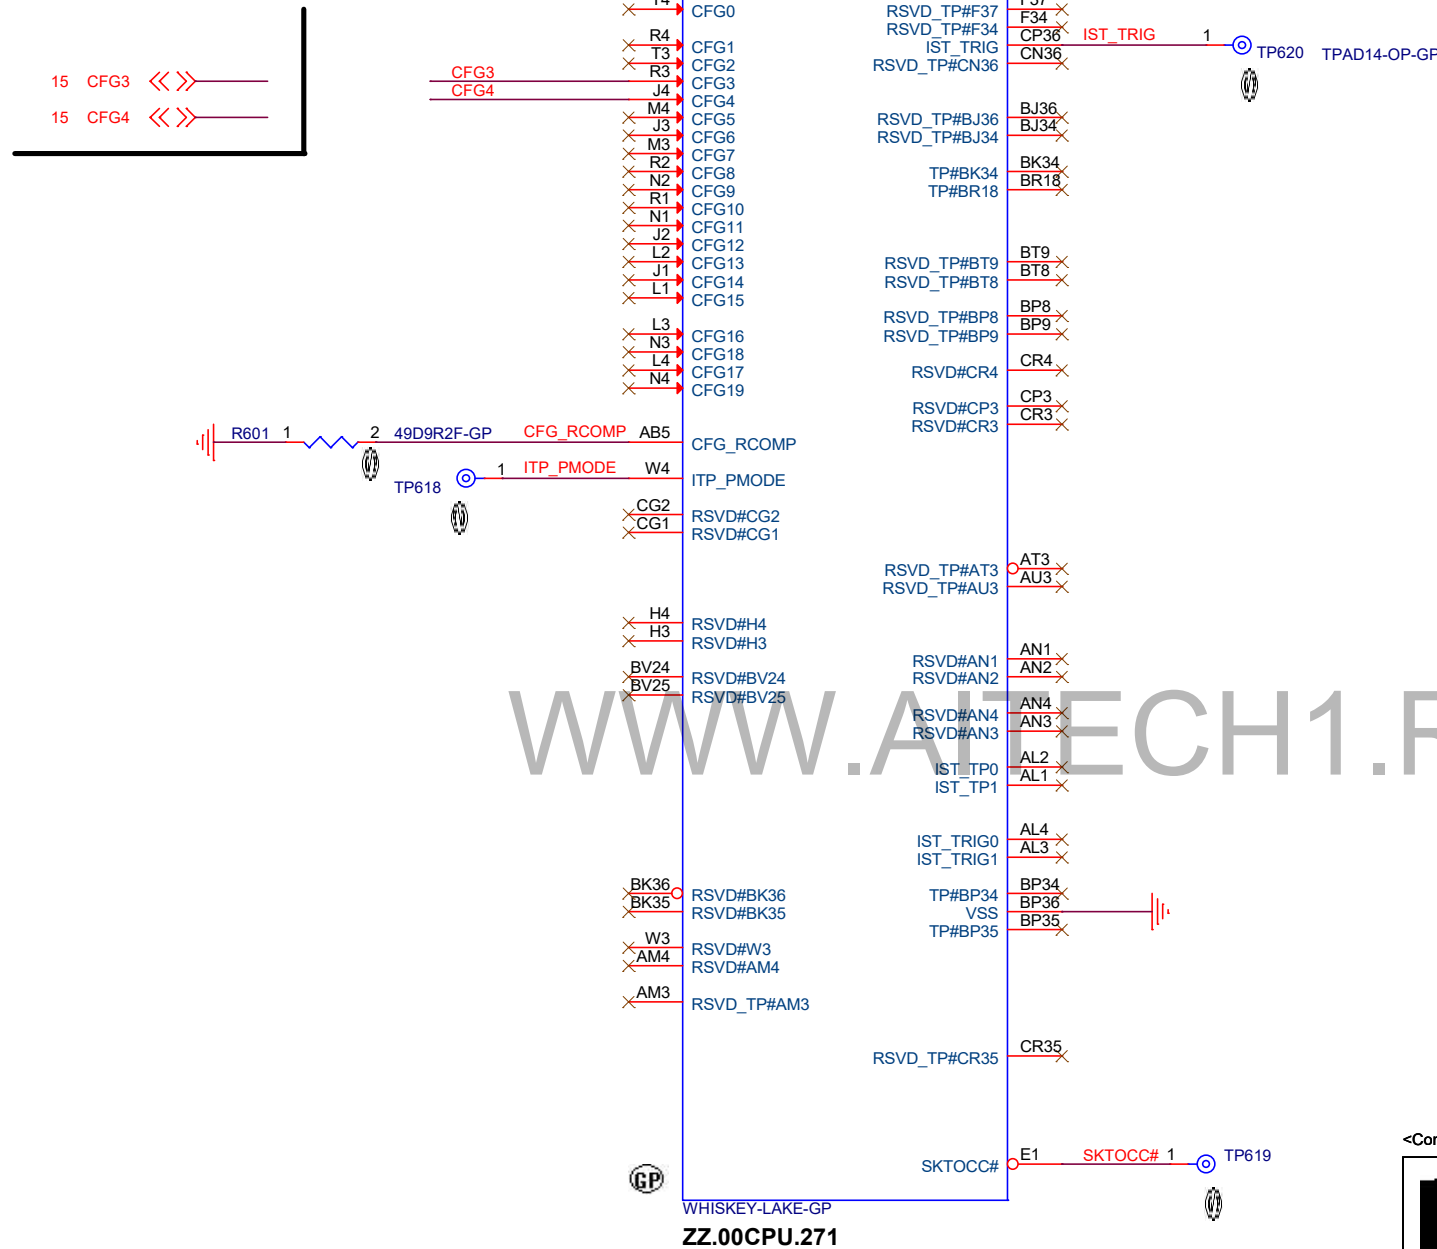 15 CFG3
15 CFG4
CFG3
CFG4
CFG0
R4 CFG1
T3 CFG2
R3 CFG3
J4 CFG4
M4 CFG5
J3 CFG6
M3 CFG7
R2 CFG8
N2 CFG9
R1 CFG10
N1 CFG11
J2 CFG12
L2 CFG13
J1 CFG14
L1 CFG15
L3 CFG16
N3 CFG18
L4 CFG17
N4 CFG19
R601 1 2 49D9R2F-GP CFG_RCOMP AB5 CFG_RCOMP
TP618 1 ITP_PMODE W4 ITP_PMODE
CG2 RSVD#CG2
CG1 RSVD#CG1
H4 RSVD#H4
H3 RSVD#H3
BV24 RSVD#BV24
BV25 RSVD#BV25
BK36 RSVD#BK36
BK35 RSVD#BK35
W3 RSVD#W3
AM4 RSVD#AM4
AM3 RSVD_TP#AM3
RSVD_TP#F37 F37
RSVD_TP#F34 F34
IST_TRIG CP36 IST_TRIG 1 TP620 TPAD14-OP-GP
RSVD_TP#CN36 CN36
RSVD_TP#BJ36 BJ36
RSVD_TP#BJ34 BJ34
TP#BK34 BK34
TP#BR18 BR18
RSVD_TP#BT9 BT9
RSVD_TP#BT8 BT8
RSVD_TP#BP8 BP8
RSVD_TP#BP9 BP9
RSVD#CR4 CR4
RSVD#CP3 CP3
RSVD#CR3 CR3
RSVD_TP#AT3 AT3
RSVD_TP#AU3 AU3
RSVD#AN1 AN1
RSVD#AN2 AN2
RSVD#AN4 AN4
RSVD#AN3 AN3
IST_TP0 AL2
IST_TP1 AL1
IST_TRIG0 AL4
IST_TRIG1 AL3
TP#BP34 BP34
VSS BP36
TP#BP35 BP35
RSVD_TP#CR35 CR35
SKTOCC# E1 SKTOCC# 1 TP619
WWW.AITECH1.R
GP
WHISKEY-LAKE-GP
ZZ.00CPU.271
<Cor